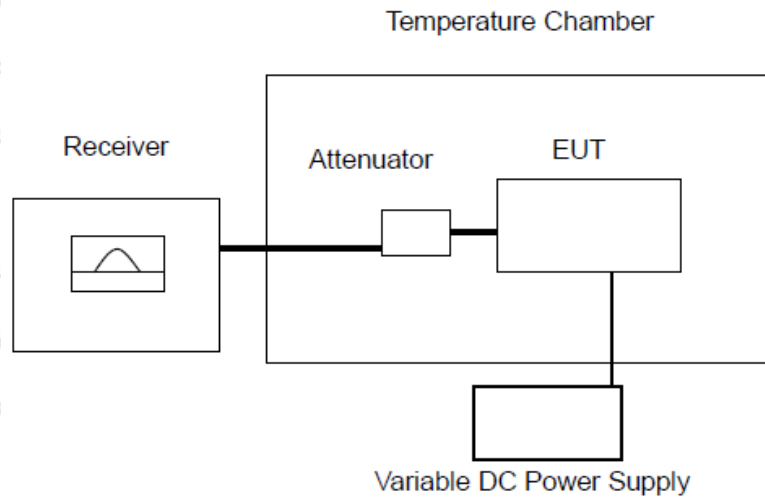 Temperature Chamber
Receiver
Attenuator
EUT
Variable DC Power Supply